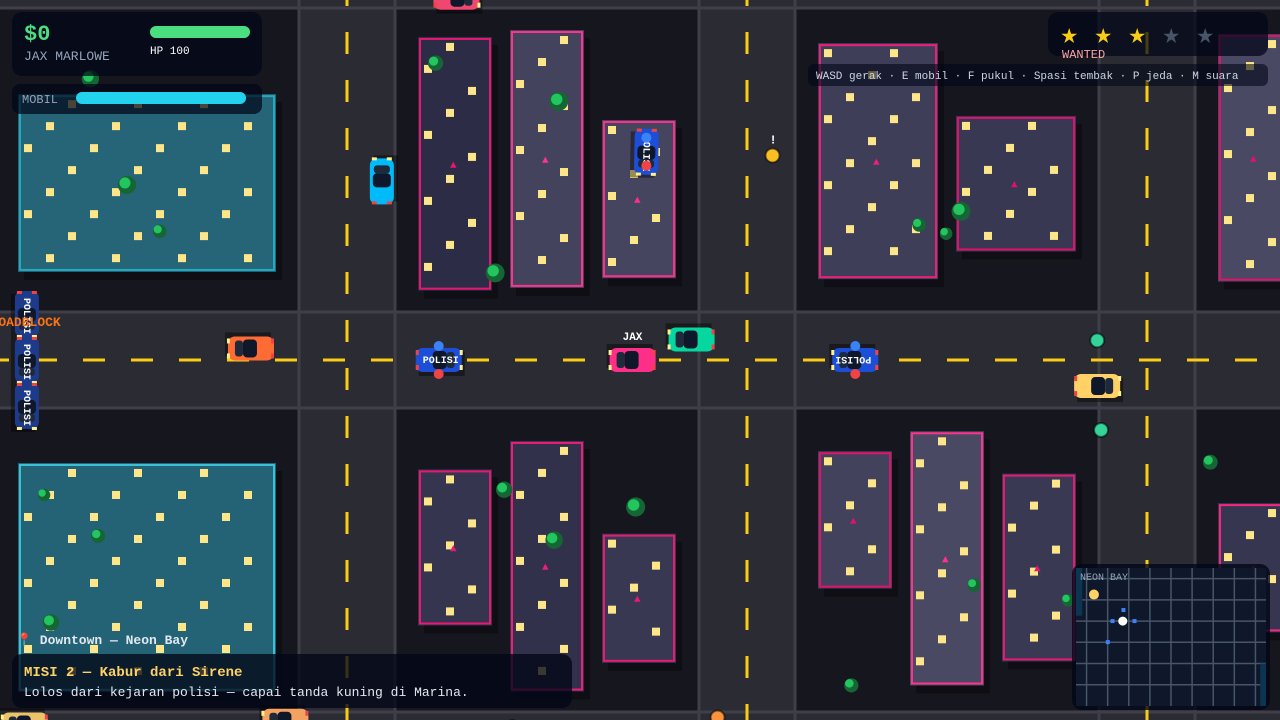 $0
JAX MARLOWE
HP 100
MOBIL
WANTED
WASD gerak · E mobil · F pukul · Spasi tembak · P jeda · M suara
!
POLISI
POLISI
POLISI
JAX
POLISI
POLISI
NEON BAY
📍 Downtown — Neon Bay
MISI 2 — Kabur dari Sirene
Lolos dari kejaran polisi — capai tanda kuning di Marina.